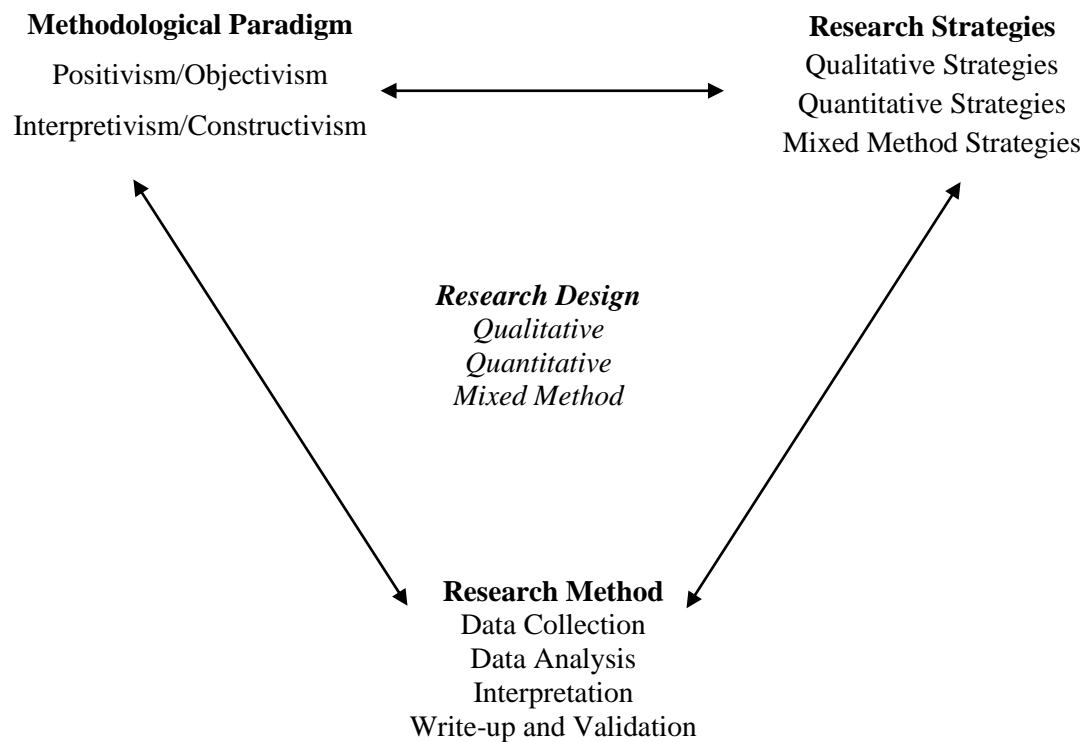 Methodological Paradigm
Positivism/Objectivism
Interpretivism/Constructivism
Research Strategies
Qualitative Strategies
Quantitative Strategies
Mixed Method Strategies
Research Design
Qualitative
Quantitative
Mixed Method
Research Method
Data Collection
Data Analysis
Interpretation
Write-up and Validation